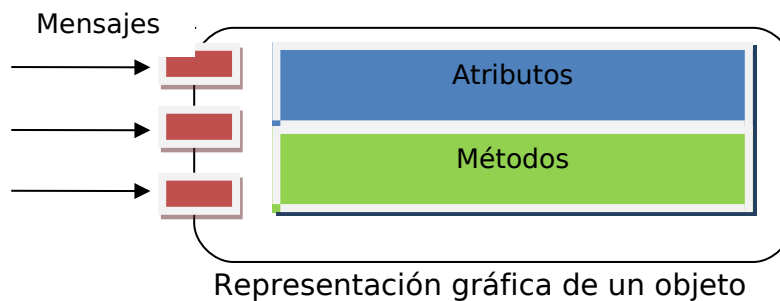 Mensajes
Atributos
Métodos
Representación gráfica de un objeto